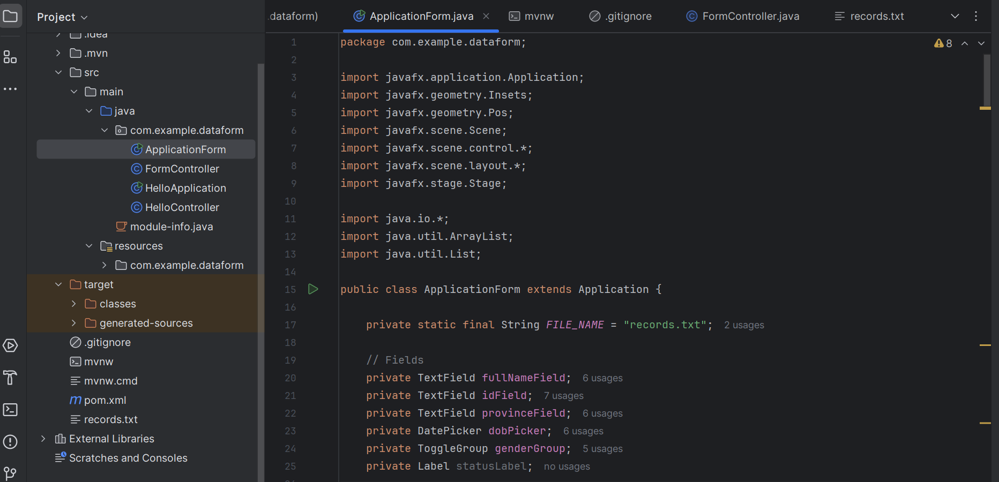 Project
.idea
.mvn
src
main
java
com.example.dataform
ApplicationForm
FormController
HelloApplication
HelloController
module-info.java
resources
com.example.dataform
target
classes
generated-sources
.gitignore
mvnw
mvnw.cmd
pom.xml
records.txt
External Libraries
Scratches and Consoles
.dataform) ApplicationForm.java mvnw .gitignore FormController.java records.txt
8
1 package com.example.dataform;
2
3 import javafx.application.Application;
4 import javafx.geometry.Insets;
5 import javafx.geometry.Pos;
6 import javafx.scene.Scene;
7 import javafx.scene.control.*;
8 import javafx.scene.layout.*;
9 import javafx.stage.Stage;
10
11 import java.io.*;
12 import java.util.ArrayList;
13 import java.util.List;
14
15 public class ApplicationForm extends Application {
16
17 private static final String FILE_NAME = "records.txt"; 2 usages
18
19 // Fields
20 private TextField fullNameField; 6 usages
21 private TextField idField; 7 usages
22 private TextField provinceField; 6 usages
23 private DatePicker dobPicker; 6 usages
24 private ToggleGroup genderGroup; 5 usages
25 private Label statusLabel; no usages